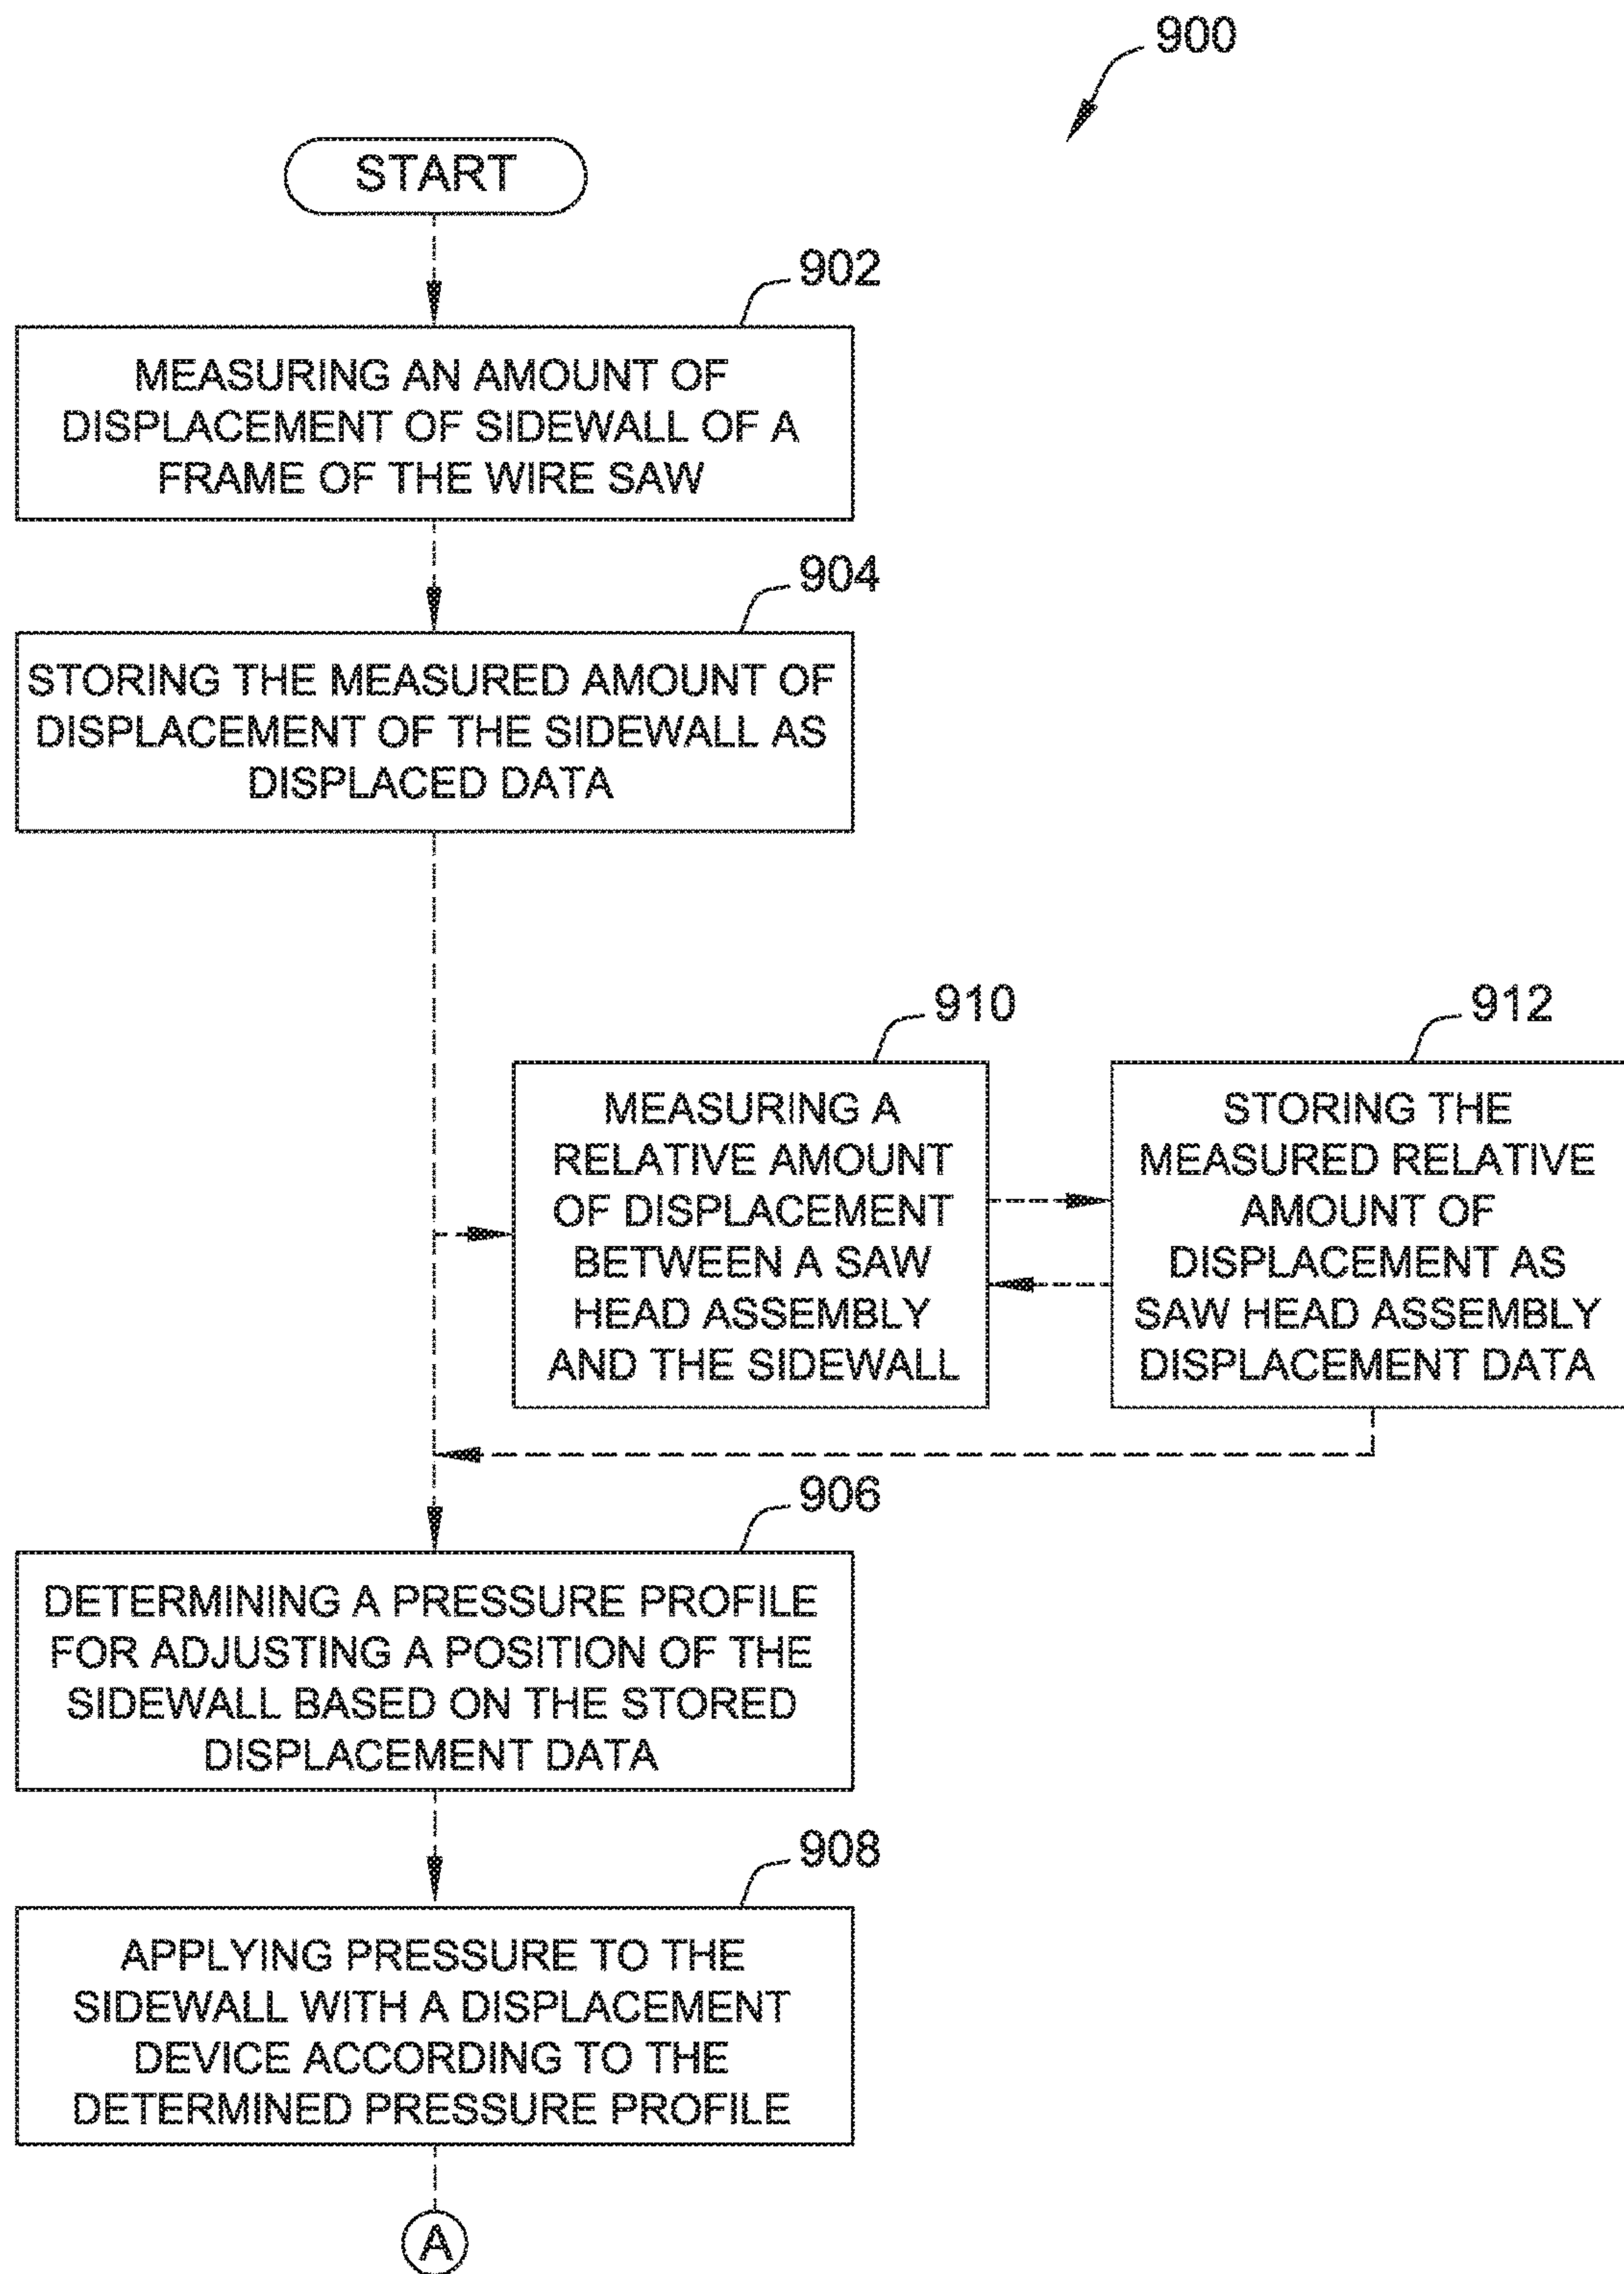 900
START
902
MEASURING AN AMOUNT OF
DISPLACEMENT OF SIDEWALL OF A
FRAME OF THE WIRE SAW
904
STORING THE MEASURED AMOUNT OF
DISPLACEMENT OF THE SIDEWALL AS
DISPLACED DATA
910
MEASURING A
RELATIVE AMOUNT
OF DISPLACEMENT
BETWEEN A SAW
HEAD ASSEMBLY
AND THE SIDEWALL
912
STORING THE
MEASURED RELATIVE
AMOUNT OF
DISPLACEMENT AS
SAW HEAD ASSEMBLY
DISPLACEMENT DATA
906
DETERMINING A PRESSURE PROFILE
FOR ADJUSTING A POSITION OF THE
SIDEWALL BASED ON THE STORED
DISPLACEMENT DATA
908
APPLYING PRESSURE TO THE
SIDEWALL WITH A DISPLACEMENT
DEVICE ACCORDING TO THE
DETERMINED PRESSURE PROFILE
A